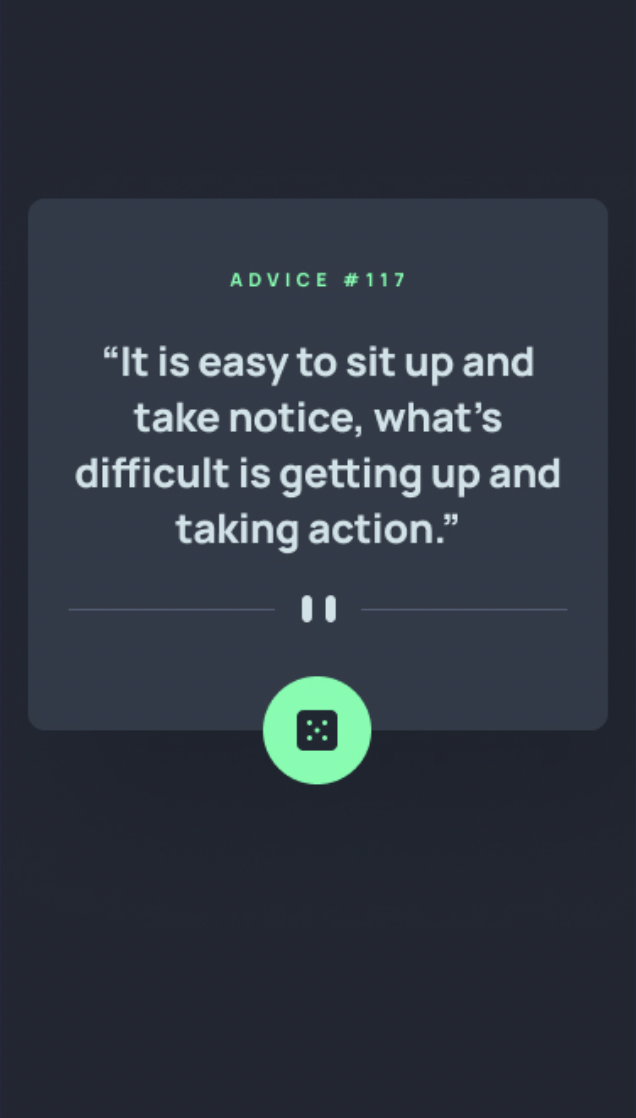 ADVICE #117
“It is easy to sit up and
take notice, what’s
difficult is getting up and
taking action.”